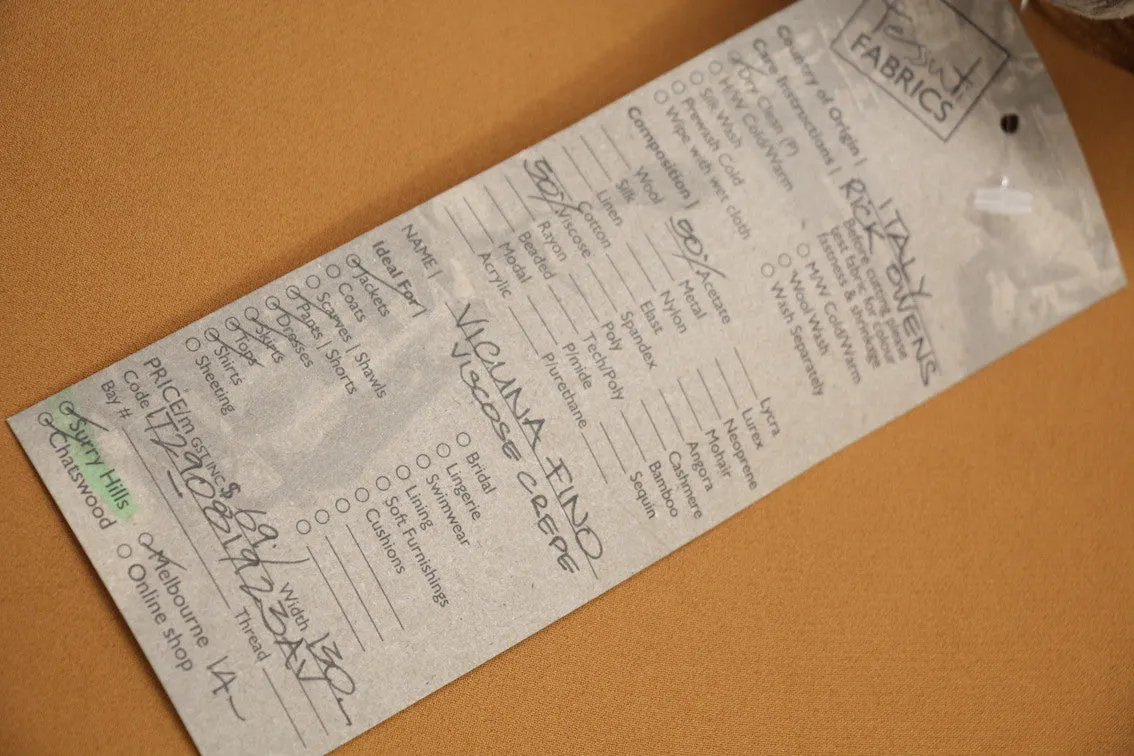 Tessuti
FABRICS
Country of Origin | ITALY
RICK OWENS
Care Instructions | Before cutting please
test fabric for colour
fastness & shrinkage
Dry Clean (P)
H/W Cold/Warm
Silk Wash
Prewash Cold
Wipe with wet cloth
M/W Cold/Warm
Wool Wash
Wash Separately
Composition |
Wool
Silk
Linen
Cotton
50% Viscose
Rayon
Beaded
Modal
Acrylic
50% Acetate
Metal
Nylon
Elast
Spandex
Poly
Tech/Poly
P/mide
P/urethane
Lycra
Lurex
Neoprene
Mohair
Angora
Cashmere
Bamboo
Sequin
NAME | VICUNA FINO
VISCOSE CREPE
Ideal For |
Jackets
Coats
Scarves | Shawls
Pants | Shorts
Dresses
Skirts
Tops
Shirts
Sheeting
Bridal
Lingerie
Swimwear
Lining
Soft Furnishings
Cushions
PRICE/m GST INC $ 69.- Width 130
Code
Bay #
Thread
Surry Hills
Chatswood
Melbourne
Online shop